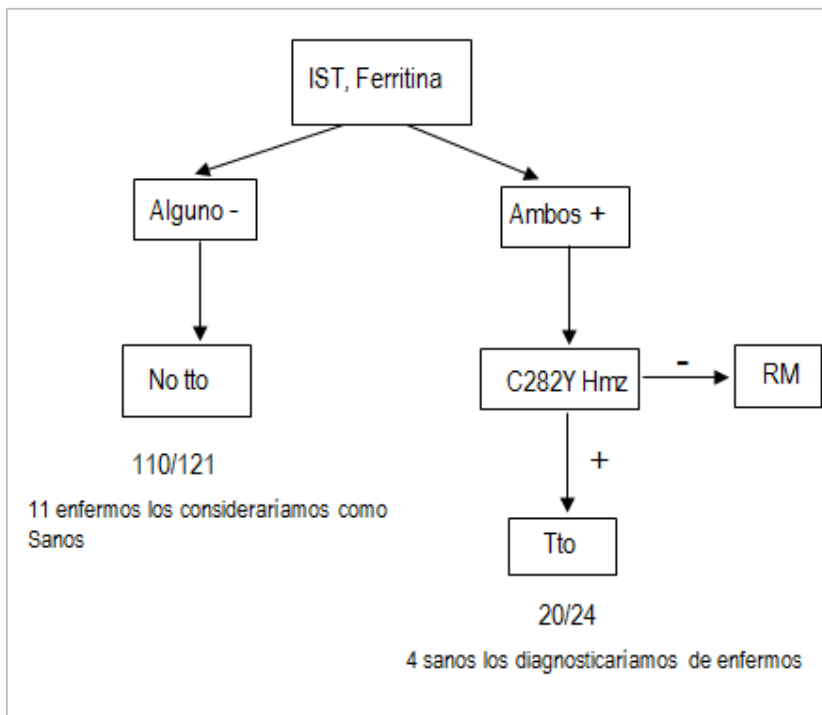 IST, Ferritina
Alguno -
Ambos +
No tto
C282Y Hmz
-
RM
110/121
+
11 enfermos los consideraríamos como
Sanos
Tto
20/24
4 sanos los diagnosticaríamos de enfermos